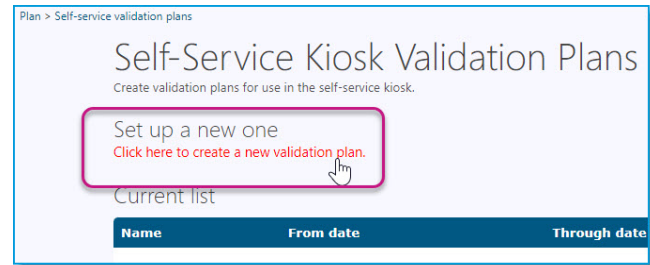 Plan > Self-service validation plans
Self-Service Kiosk Validation Plans
Create validation plans for use in the self-service kiosk.
Set up a new one
Click here to create a new validation plan.
Current list
Name From date Through date